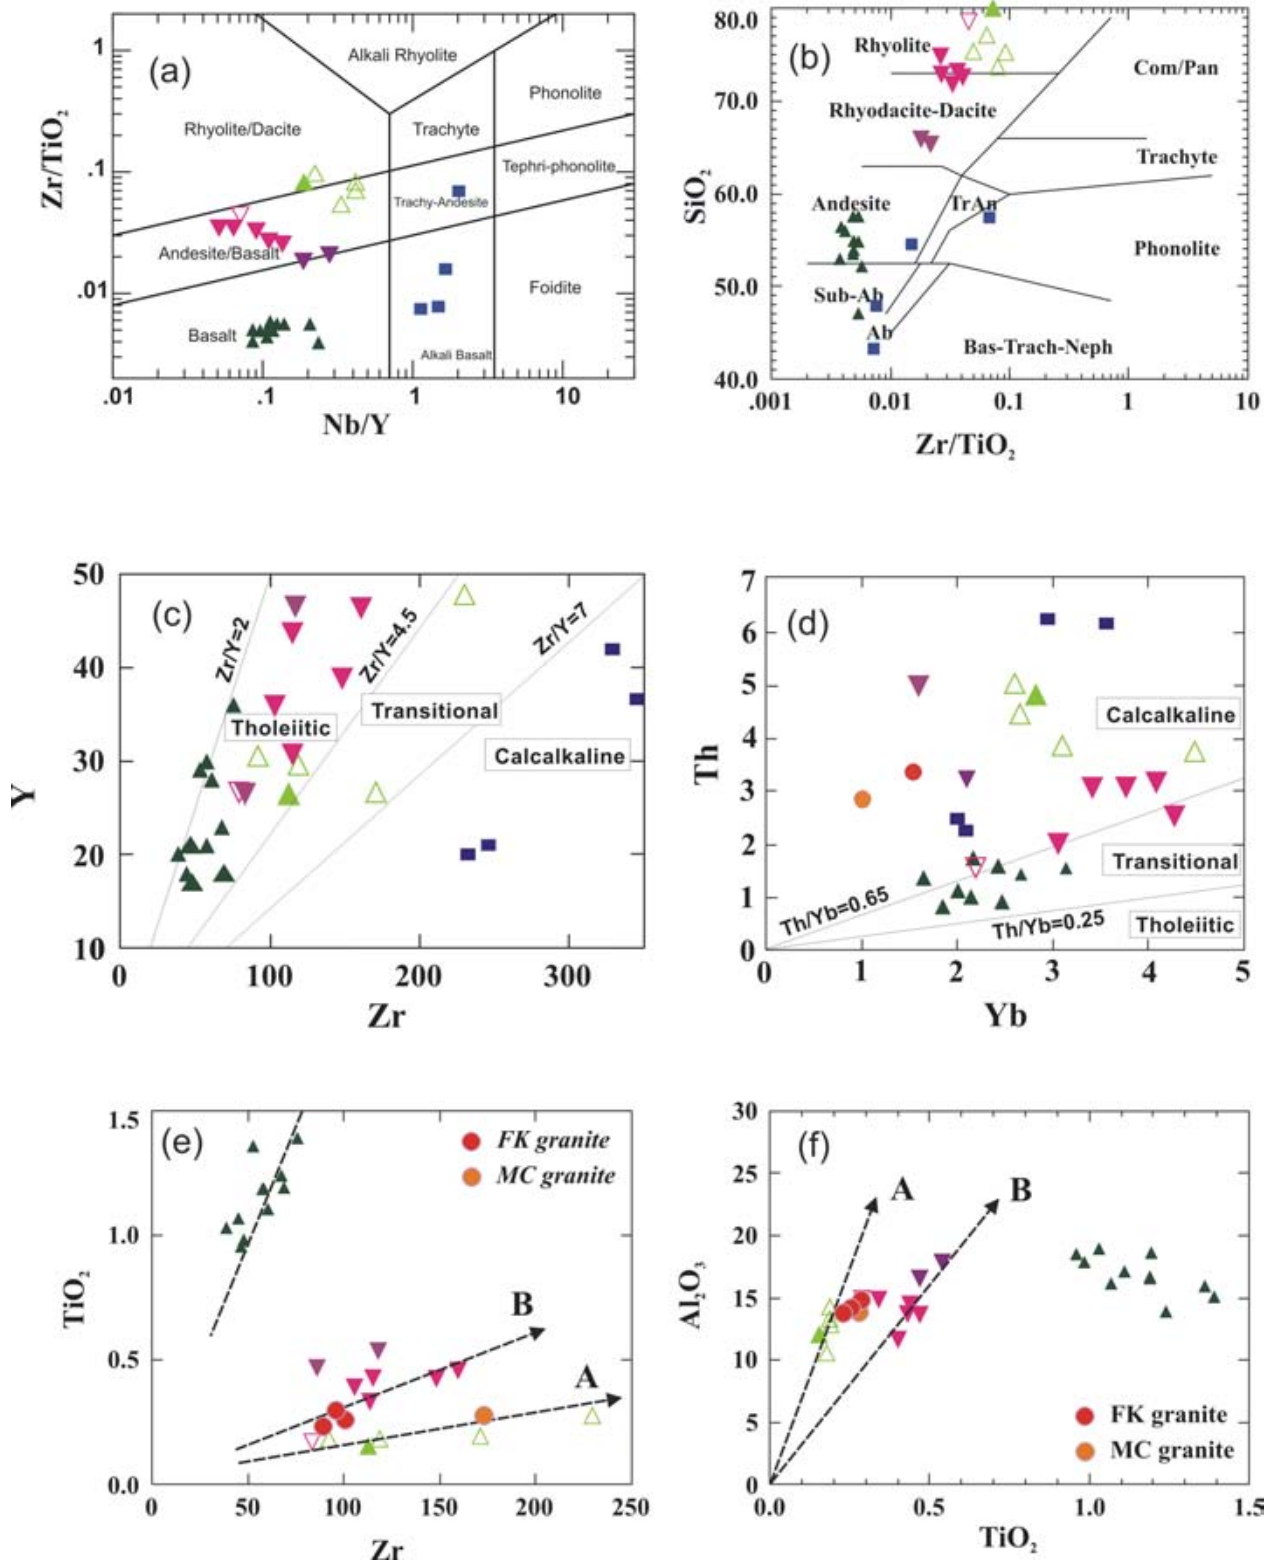 (a)
Zr/TiO2
1
.1
.01
Alkali Rhyolite
Phonolite
Rhyolite/Dacite
Trachyte
Tephri-phonolite
Trachy-Andesite
Andesite/Basalt
Foidite
Basalt
Alkali Basalt
.01
.1
1
10
Nb/Y
(b)
SiO2
80.0
70.0
60.0
50.0
40.0
Rhyolite
Com/Pan
Rhyodacite-Dacite
Trachyte
Andesite
TrAn
Phonolite
Sub-Ab
Ab
Bas-Trach-Neph
.001
0.01
0.1
1
10
Zr/TiO2
(c)
Y
50
40
30
20
10
Zr/Y=2
Zr/Y=4.5
Zr/Y=7
Tholeiitic
Transitional
Calcalkaline
0
100
200
300
Zr
(d)
Th
7
6
5
4
3
2
1
0
Calcalkaline
Transitional
Th/Yb=0.65
Th/Yb=0.25
Tholeiitic
0
1
2
3
4
5
Yb
(e)
TiO2
1.5
1.0
0.5
0.0
FK granite
MC granite
B
A
0
50
100
150
200
250
Zr
(f)
Al2O3
30
25
20
15
10
5
0
A
B
FK granite
MC granite
0.0
0.5
1.0
1.5
TiO2